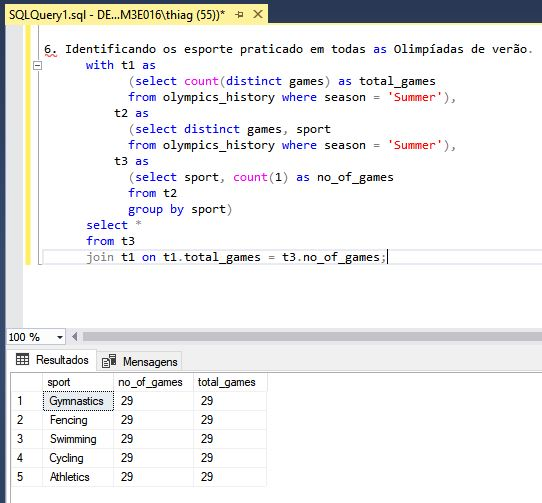 SQLQuery1.sql - DE...M3E016\thiag (55))*
6. Identificando os esporte praticado em todas as Olimpíadas de verão.
with t1 as
(select count(distinct games) as total_games
from olympics_history where season = 'Summer'),
t2 as
(select distinct games, sport
from olympics_history where season = 'Summer'),
t3 as
(select sport, count(1) as no_of_games
from t2
group by sport)
select *
from t3
join t1 on t1.total_games = t3.no_of_games;
100 %
Resultados Mensagens
sport no_of_games total_games
1 Gymnastics 29 29
2 Fencing 29 29
3 Swimming 29 29
4 Cycling 29 29
5 Athletics 29 29